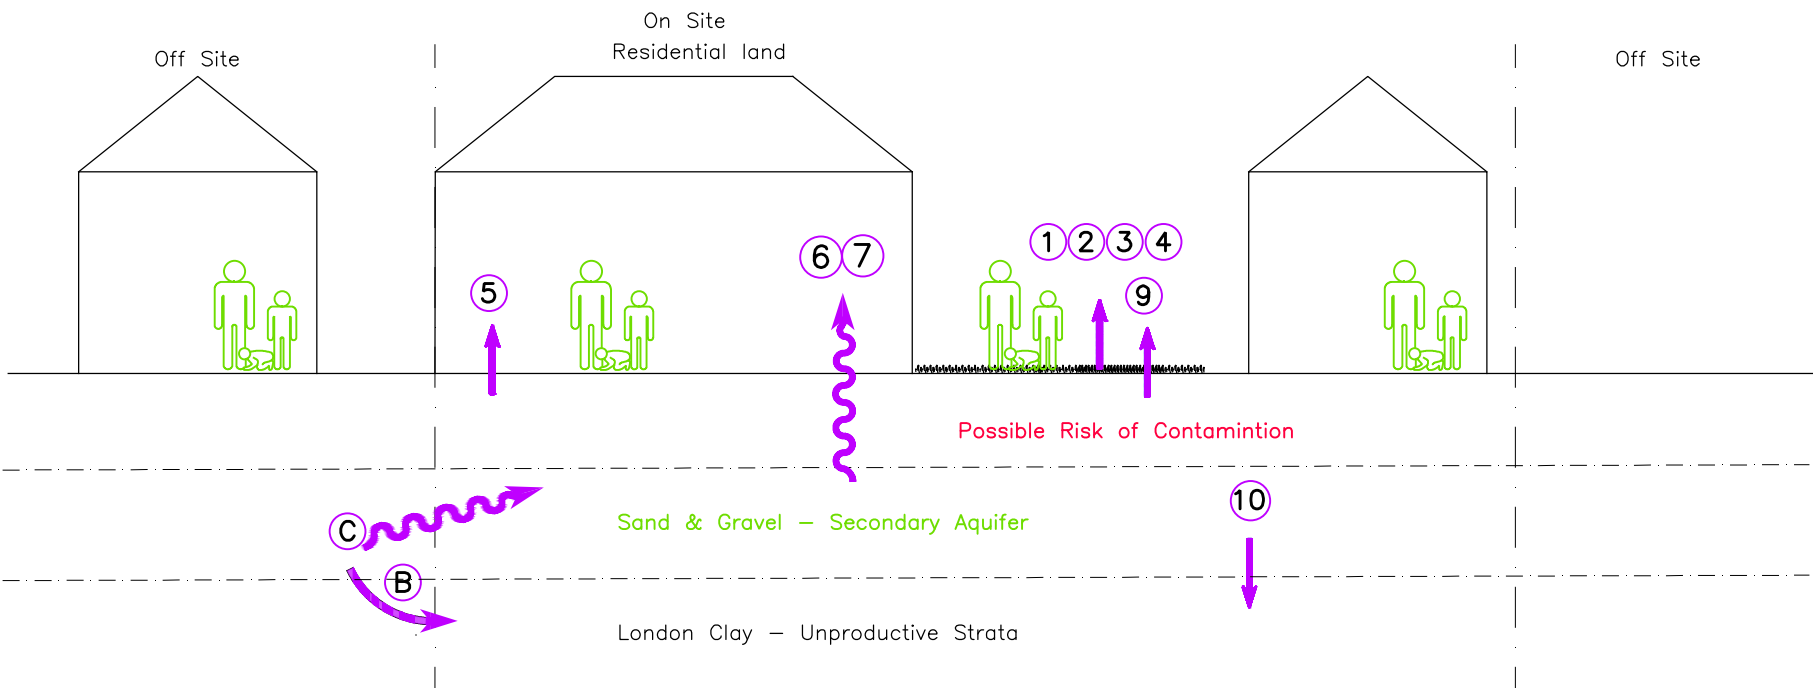 On Site
Residential land
Off Site
Off Site
1 2 3 4
6 7
5
9
Possible Risk of Contamintion
10
C
Sand & Gravel – Secondary Aquifer
B
London Clay – Unproductive Strata